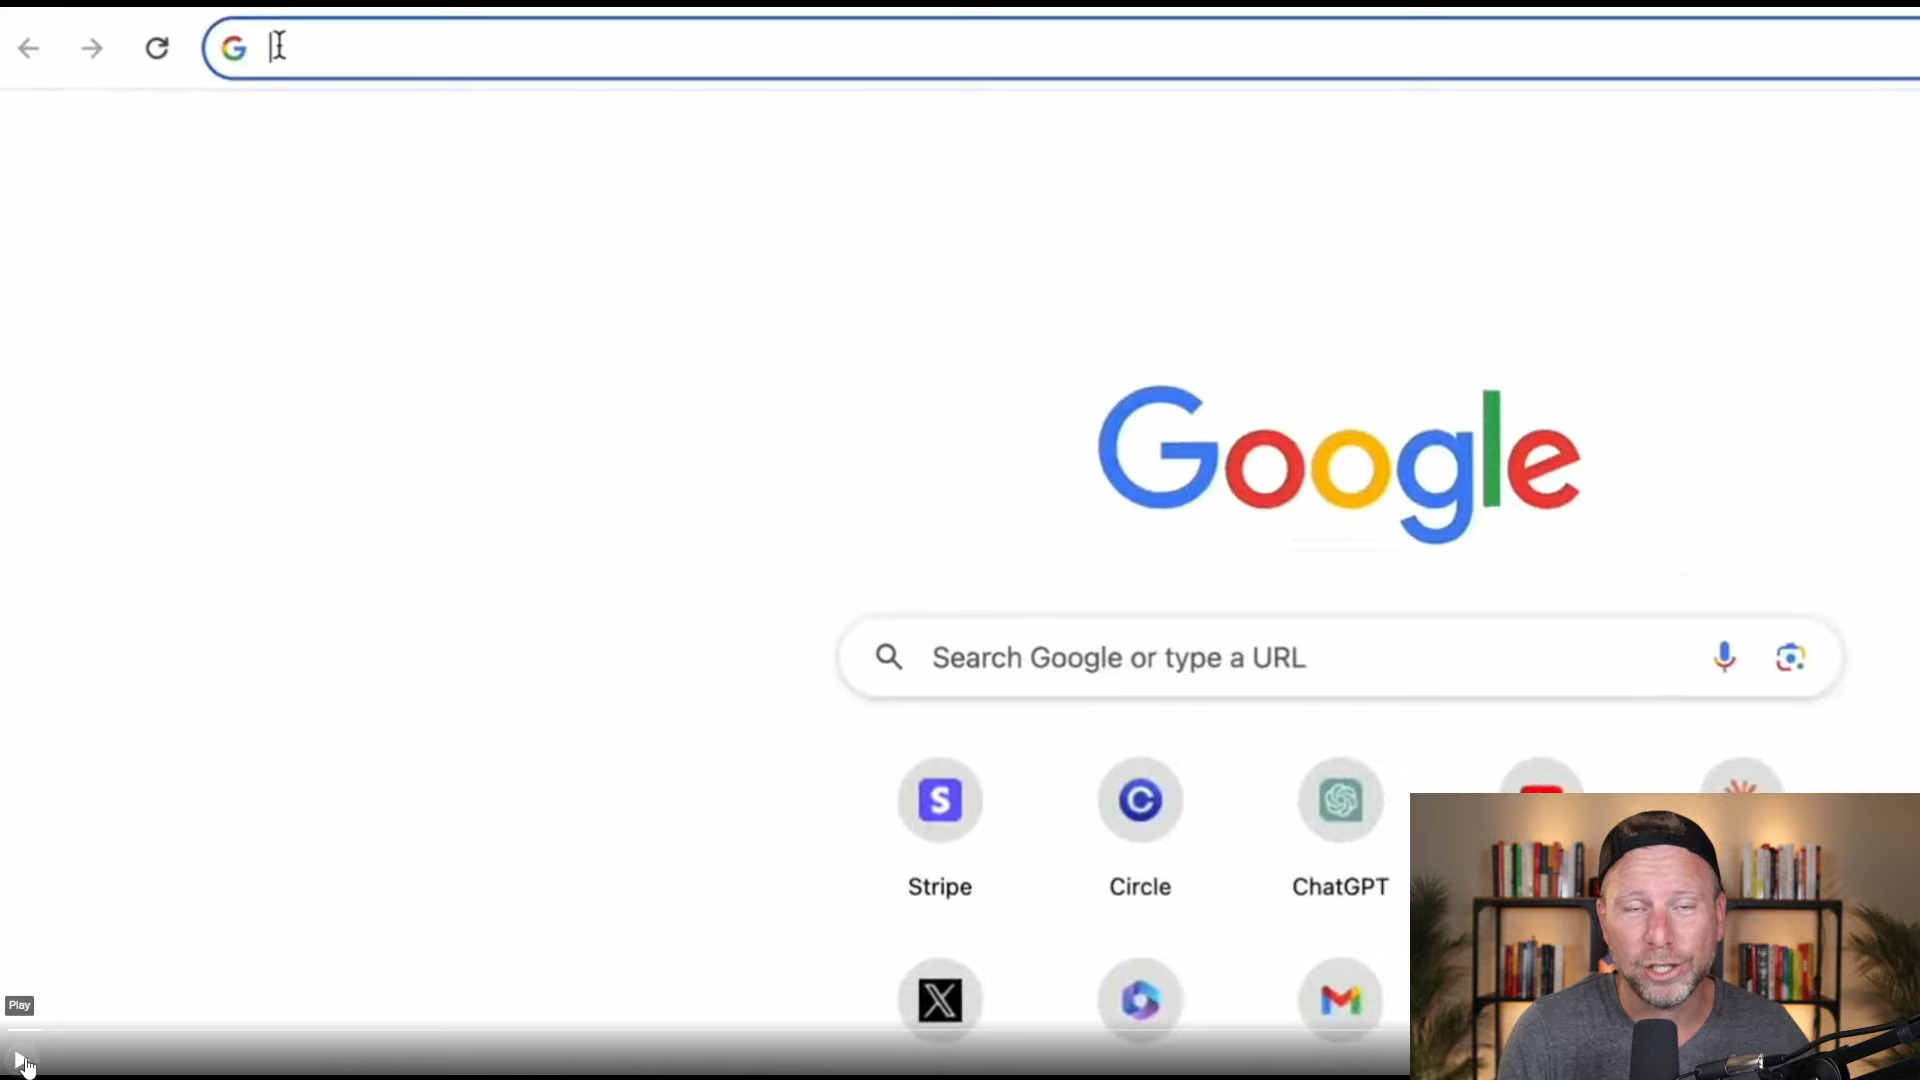 Google
Search Google or type a URL
Stripe
Circle
ChatGPT
Play